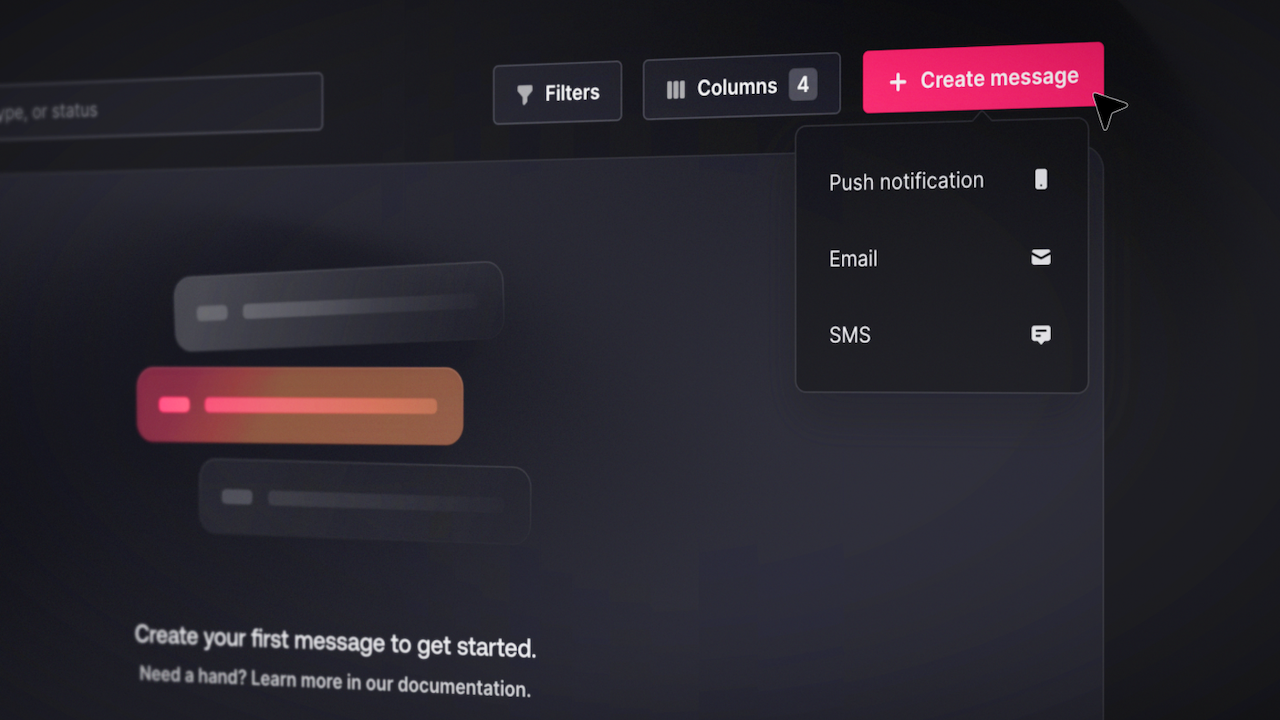 ype, or status
Filters
Columns 4
Create message
Push notification
Email
SMS
Create your first message to get started.
Need a hand? Learn more in our documentation.